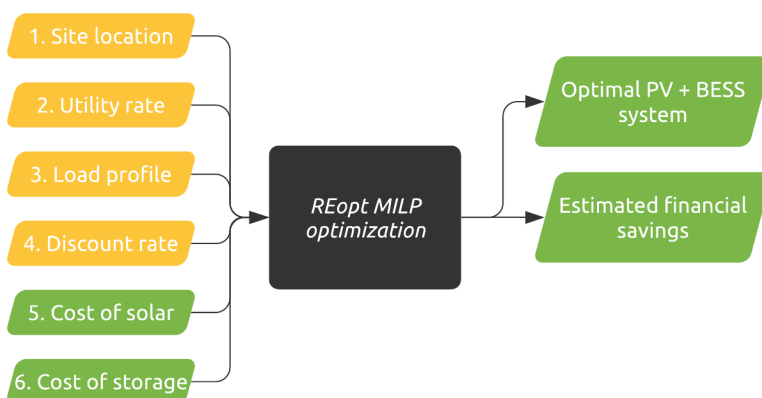 1. Site location
2. Utility rate
3. Load profile
4. Discount rate
5. Cost of solar
6. Cost of storage
REopt MILP
optimization
Optimal PV + BESS
system
Estimated financial
savings